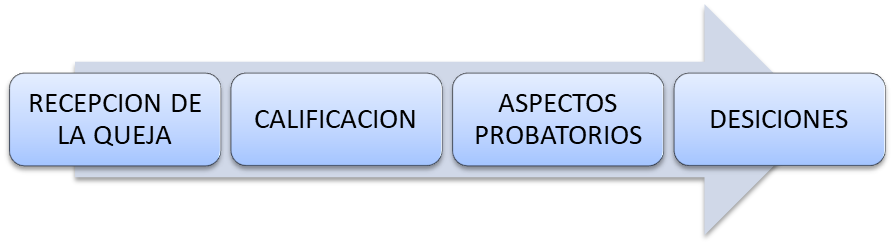 RECEPCION DE
LA QUEJA
CALIFICACION
ASPECTOS
PROBATORIOS
DESICIONES